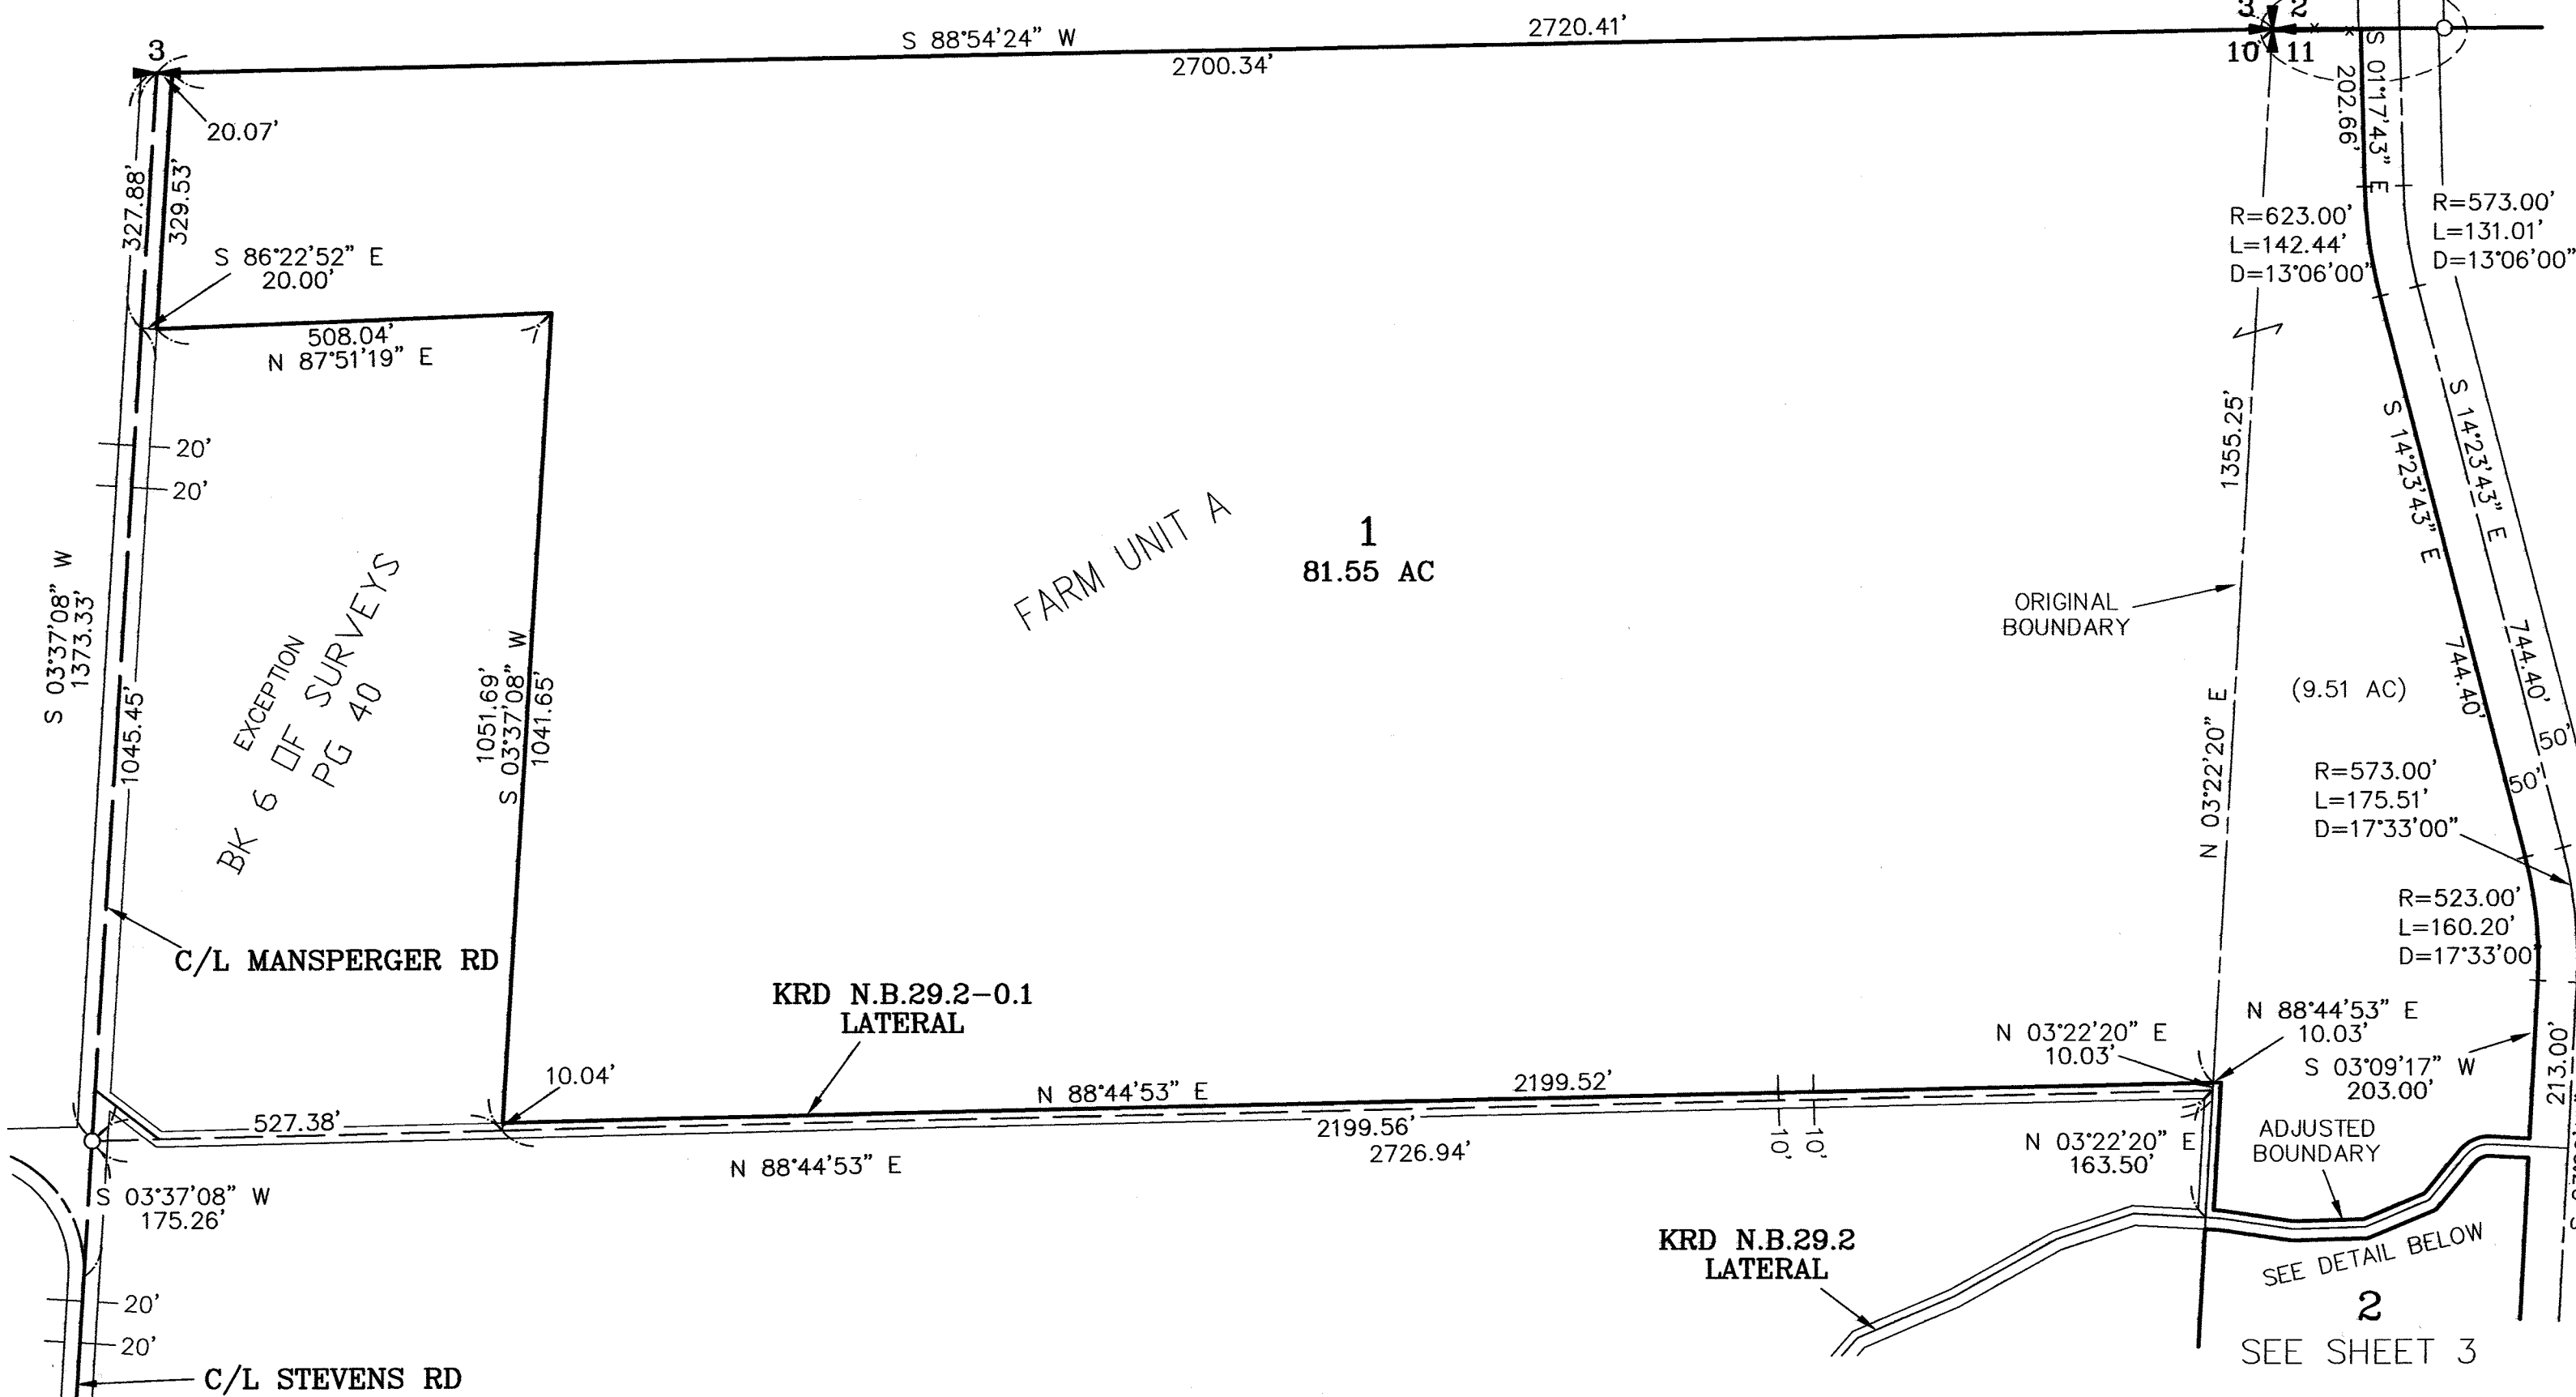 3 2
S 88°54'24" W
2720.41'
3
2700.34'
10 11
20.07'
S 01°17'43" E
202.66'
327.88'
329.53'
R=623.00'
L=142.44'
D=13°06'00"
R=573.00'
L=131.01'
D=13°06'00"
S 86°22'52" E
20.00'
508.04'
N 87°51'19" E
20'
20'
1355.25'
S 14°23'43" E
S 14°23'43" E
FARM UNIT A
1
81.55 AC
ORIGINAL
BOUNDARY
S 03°37'08" W
1373.33'
1045.45'
EXCEPTION
BK 6 OF SURVEYS
PG 40
1051.69'
S 03°37'08" W
1041.65'
N 03°22'20" E
(9.51 AC)
744.40'
744.40'
50'
50'
R=573.00'
L=175.51'
D=17°33'00"
R=523.00'
L=160.20'
D=17°33'00"
C/L MANSPERGER RD
KRD N.B.29.2-0.1
LATERAL
N 03°22'20" E
10.03'
N 88°44'53" E
10.03'
S 03°09'17" W
203.00'
213.00'
10.04'
N 88°44'53" E
2199.52'
527.38'
2199.56'
2726.94'
N 88°44'53" E
10'
10'
N 03°22'20" E
163.50'
ADJUSTED
BOUNDARY
S 03°37'08" W
175.26'
KRD N.B.29.2
LATERAL
SEE DETAIL BELOW
2
SEE SHEET 3
20'
20'
C/L STEVENS RD